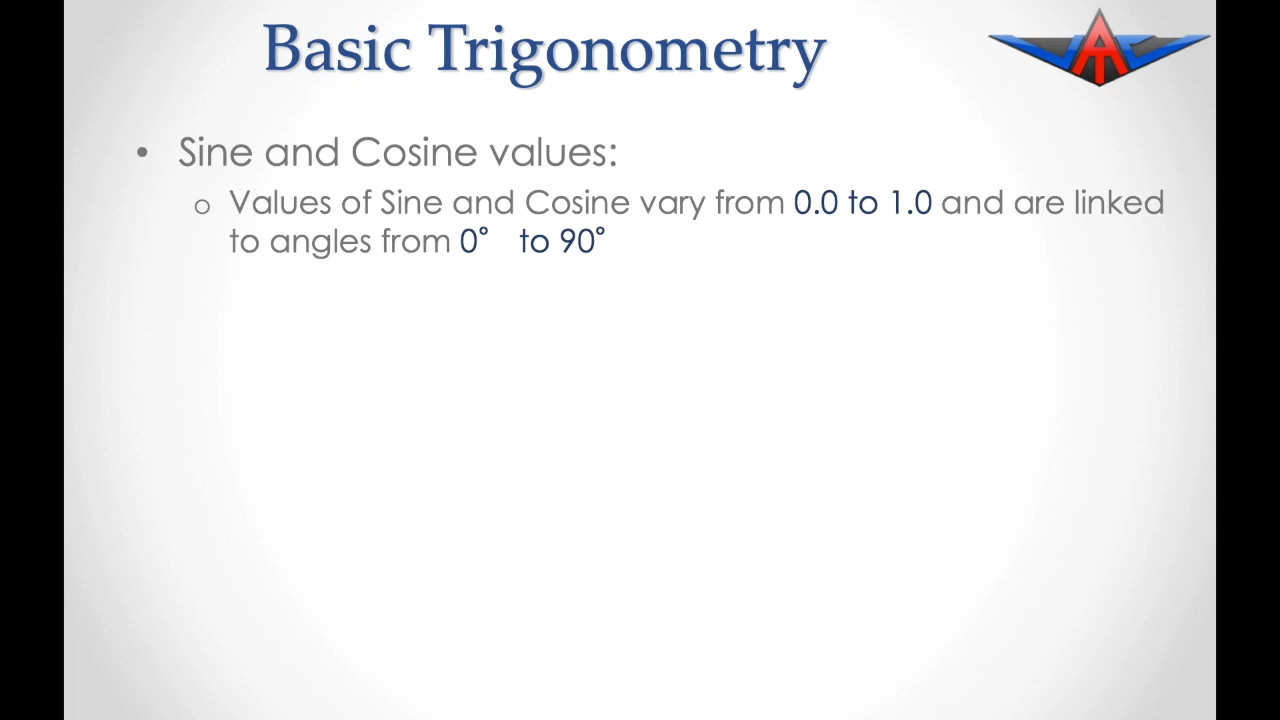 Basic Trigonometry
• Sine and Cosine values:
o Values of Sine and Cosine vary from 0.0 to 1.0 and are linked
to angles from 0° to 90°